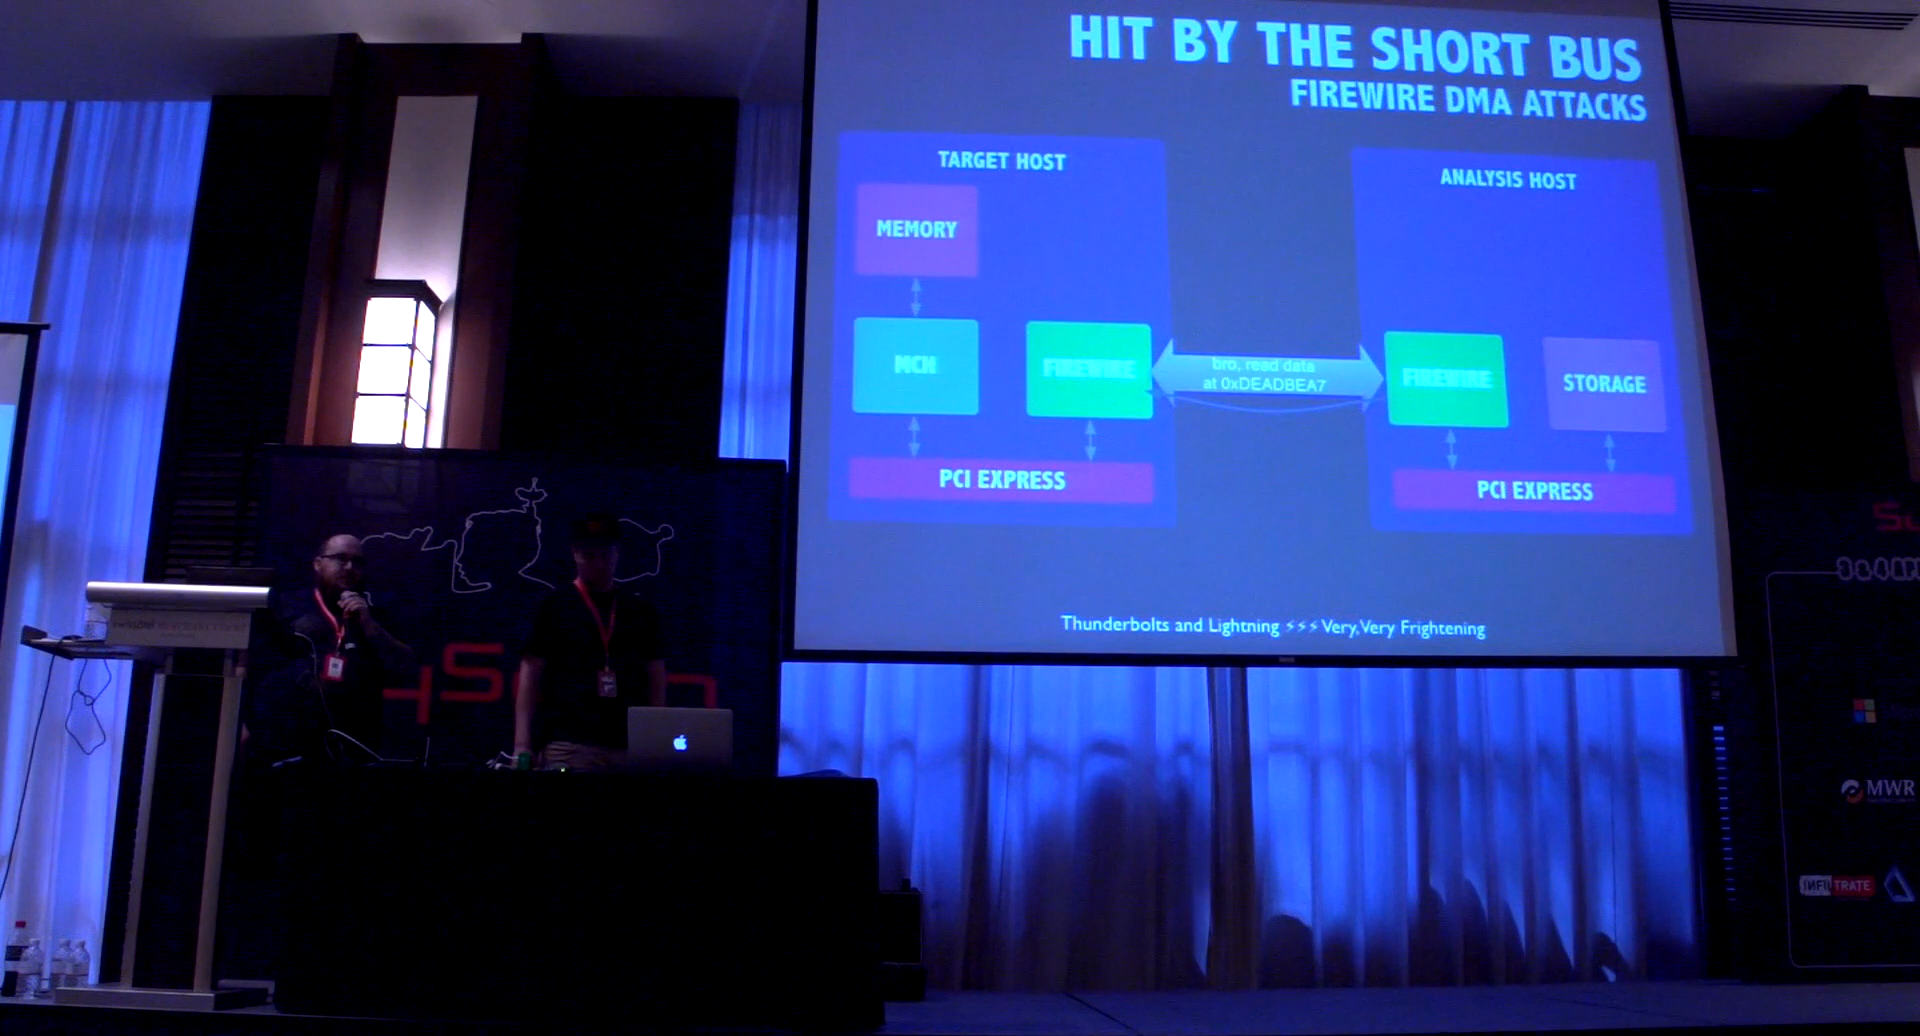 HIT BY THE SHORT BUS
FIREWIRE DMA ATTACKS
TARGET HOST
MEMORY
MCH
FIREWIRE
PCI EXPRESS
bro, read data
at 0xDEADBEA7
ANALYSIS HOST
FIREWIRE
STORAGE
PCI EXPRESS
Thunderbolts and Lightning ⚡⚡⚡ Very, Very Frightening
MWR
INFILTRATE